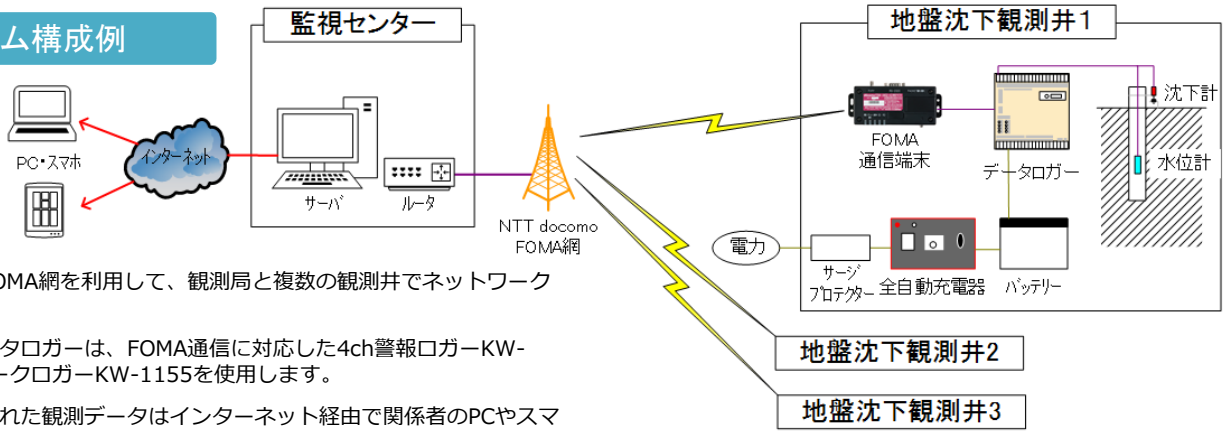 ム構成例
監視センター
地盤沈下観測井1
PC・スマホ
インターネット
サーバ
ルータ
NTT docomo
FOMA網
FOMA
通信端末
データロガー
沈下計
水位計
電力
サージ
プロテクター
全自動充電器
バッテリー
地盤沈下観測井2
地盤沈下観測井3
OMA網を利用して、観測局と複数の観測井でネットワーク
タロガーは、FOMA通信に対応した4ch警報ロガーKW-
ークロガーKW-1155を使用します。
れた観測データはインターネット経由で関係者のPCやスマ